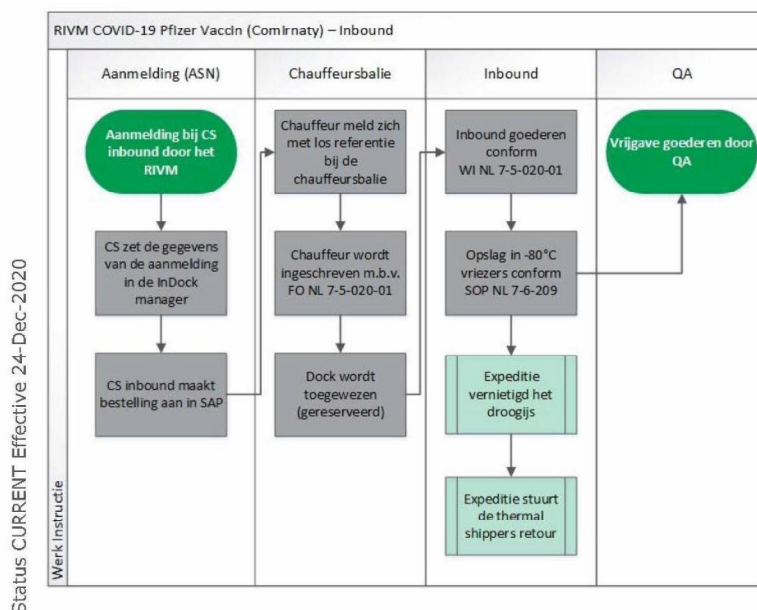 RIVM COVID-19 Pfizer Vaccin (Comirnaty) – Inbound
Aanmelding (ASN)
Chauffeursbalie
Inbound
QA
Aanmelding bij CS
inbound door het
RIVM
CS zet de gegevens
van de aanmelding
in de InDock
manager
CS inbound maakt
bestelling aan in SAP
Chauffeur meld zich
met los referentie
bij de
chauffeursbalie
Chauffeur wordt
ingeschreven m.b.v.
FO NL 7-5-020-01
Dock wordt
toegewezen
(gereserveerd)
Inbound goederen
conform
WI NL 7-5-020-01
Opslag in -80°C
vriezers conform
SOP NL 7-6-209
Expeditie
vernietigd het
droogijs
Expeditie stuurt
de thermal
shippers retour
Vrijgave goederen door
QA
Werk Instructie
Status CURRENT Effective 24-Dec-2020